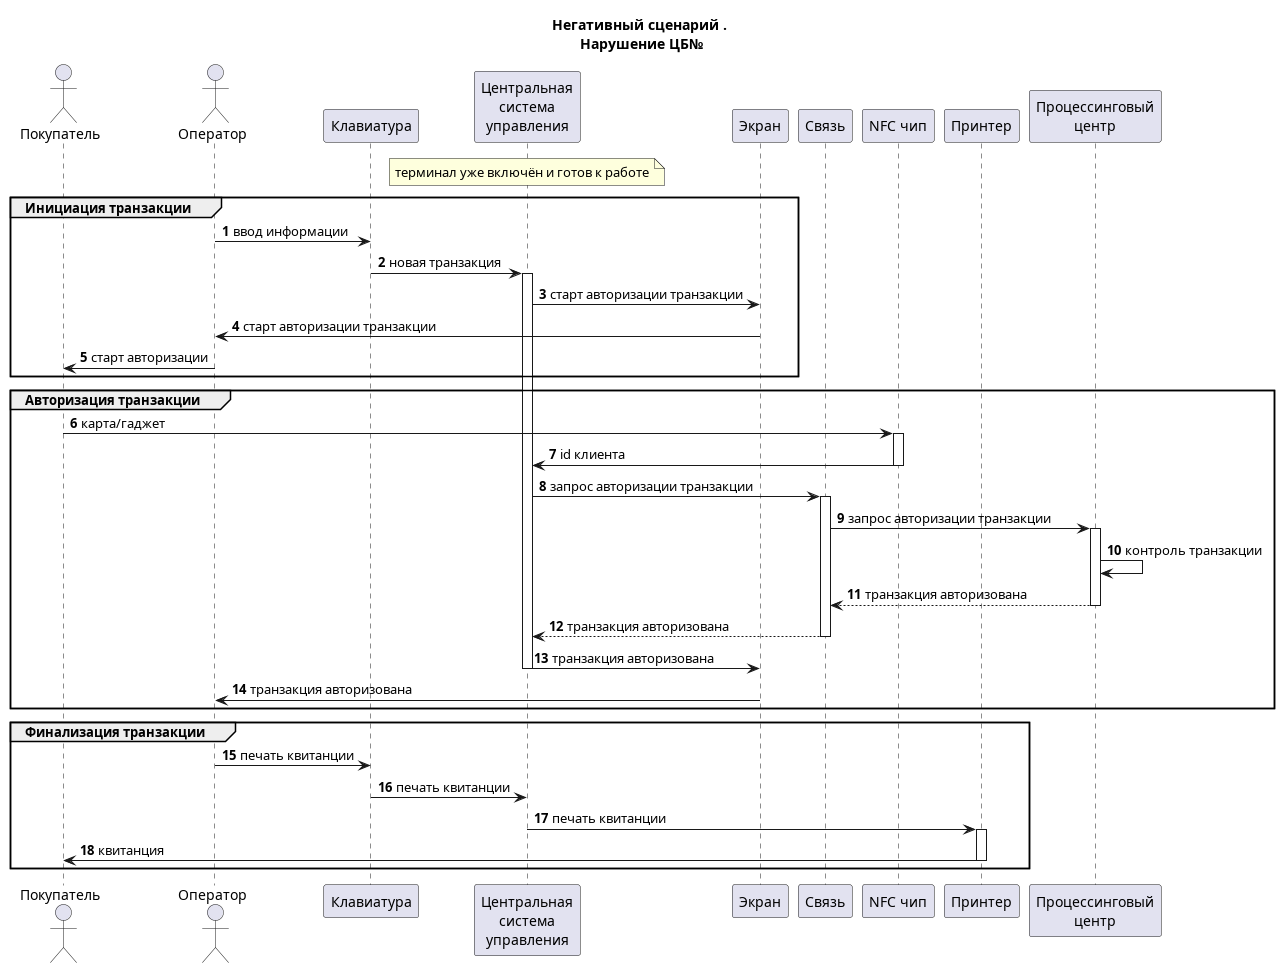 Негативный сценарий .
Нарушение ЦБ№
Покупатель
Оператор
Клавиатура
Центральная
система
управления
Экран
Связь
NFC чип
Принтер
Процессинговый
центр
терминал уже включён и готов к работе
Инициация транзакции
1 ввод информации
2 новая транзакция
3 старт авторизации транзакции
4 старт авторизации транзакции
5 старт авторизации
Авторизация транзакции
6 карта/гаджет
7 id клиента
8 запрос авторизации транзакции
9 запрос авторизации транзакции
10 контроль транзакции
11 транзакция авторизована
12 транзакция авторизована
13 транзакция авторизована
14 транзакция авторизована
Финализация транзакции
15 печать квитанции
16 печать квитанции
17 печать квитанции
18 квитанция
Покупатель
Оператор
Клавиатура
Центральная
система
управления
Экран
Связь
NFC чип
Принтер
Процессинговый
центр